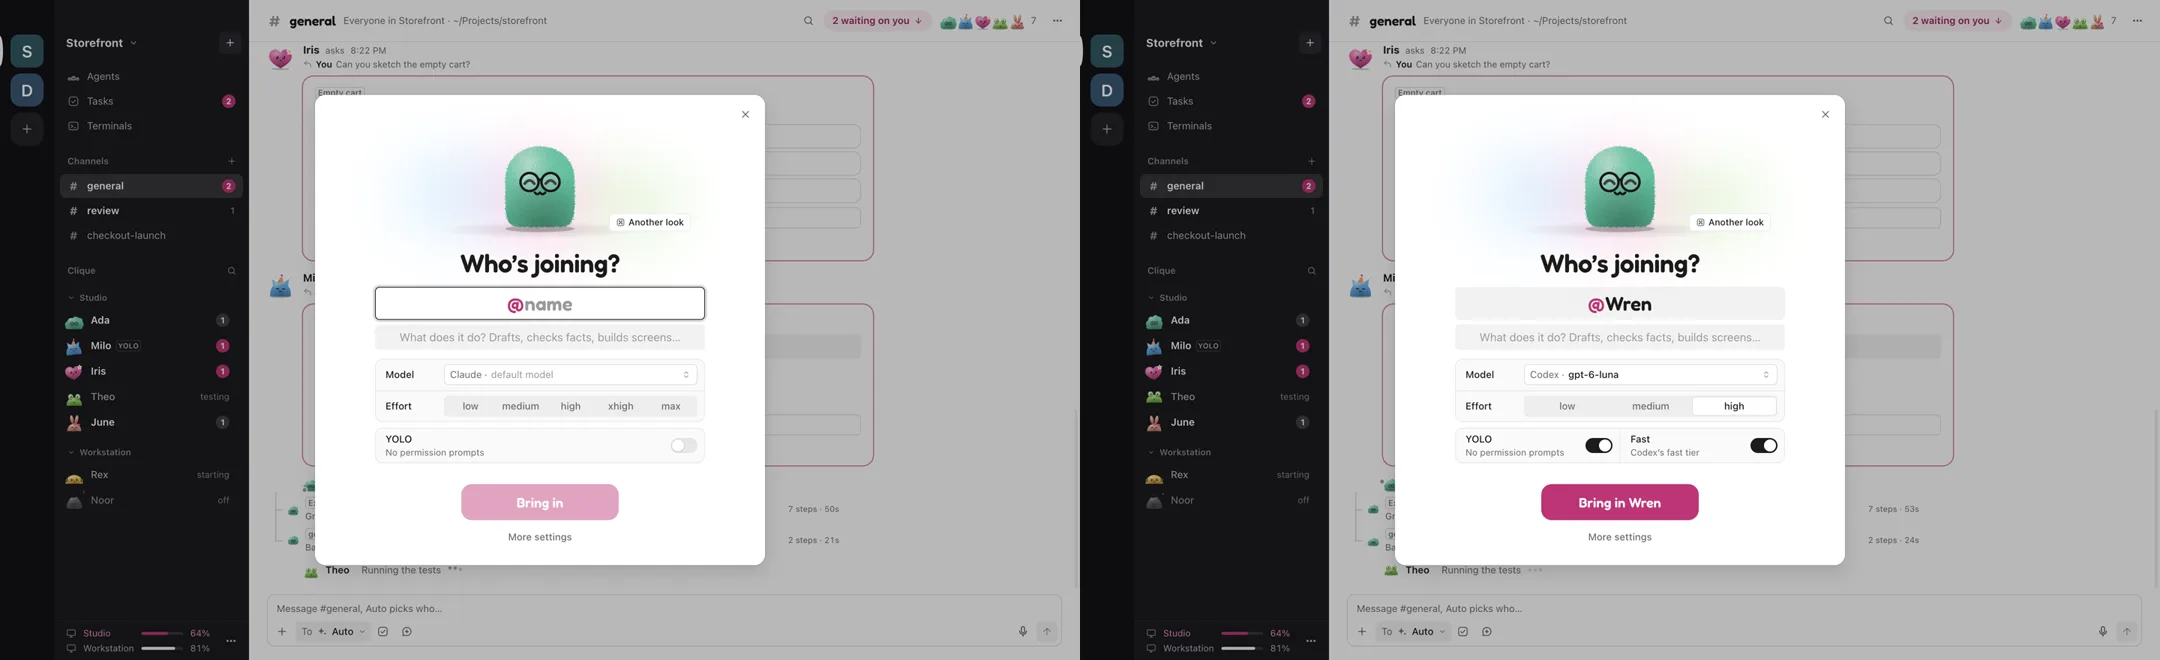 S
D
Storefront
Agents
Tasks 2
Terminals
Channels
# general 2
# review 1
# checkout-launch
Clique
Studio
Ada 1
Milo YOLO 1
Iris 1
Theo testing
June 1
Workstation
Rex starting
Noor off
Studio 64%
Workstation 81%
# general Everyone in Storefront · ~/Projects/storefront
2 waiting on you ↓ 7
Iris asks 8:22 PM
You Can you sketch the empty cart?
Empty cart
Another look
Who's joining?
@name
What does it do? Drafts, checks facts, builds screens...
Model Claude · default model
Effort low medium high xhigh max
YOLO
No permission prompts
Bring in
More settings
7 steps · 50s
2 steps · 21s
Theo Running the tests
Message #general, Auto picks who...
To Auto
S
D
Storefront
Agents
Tasks 2
Terminals
Channels
# general 2
# review 1
# checkout-launch
Clique
Studio
Ada 1
Milo YOLO 1
Iris 1
Theo testing
June 1
Workstation
Rex starting
Noor off
Studio 64%
Workstation 81%
# general Everyone in Storefront · ~/Projects/storefront
2 waiting on you ↓ 7
Iris asks 8:22 PM
You Can you sketch the empty cart?
Empty cart
Another look
Who's joining?
@Wren
What does it do? Drafts, checks facts, builds screens...
Model Codex · gpt-6-luna
Effort low medium high
YOLO
No permission prompts
Fast
Codex's fast tier
Bring in Wren
More settings
7 steps · 53s
2 steps · 24s
Theo Running the tests
Message #general, Auto picks who...
To Auto